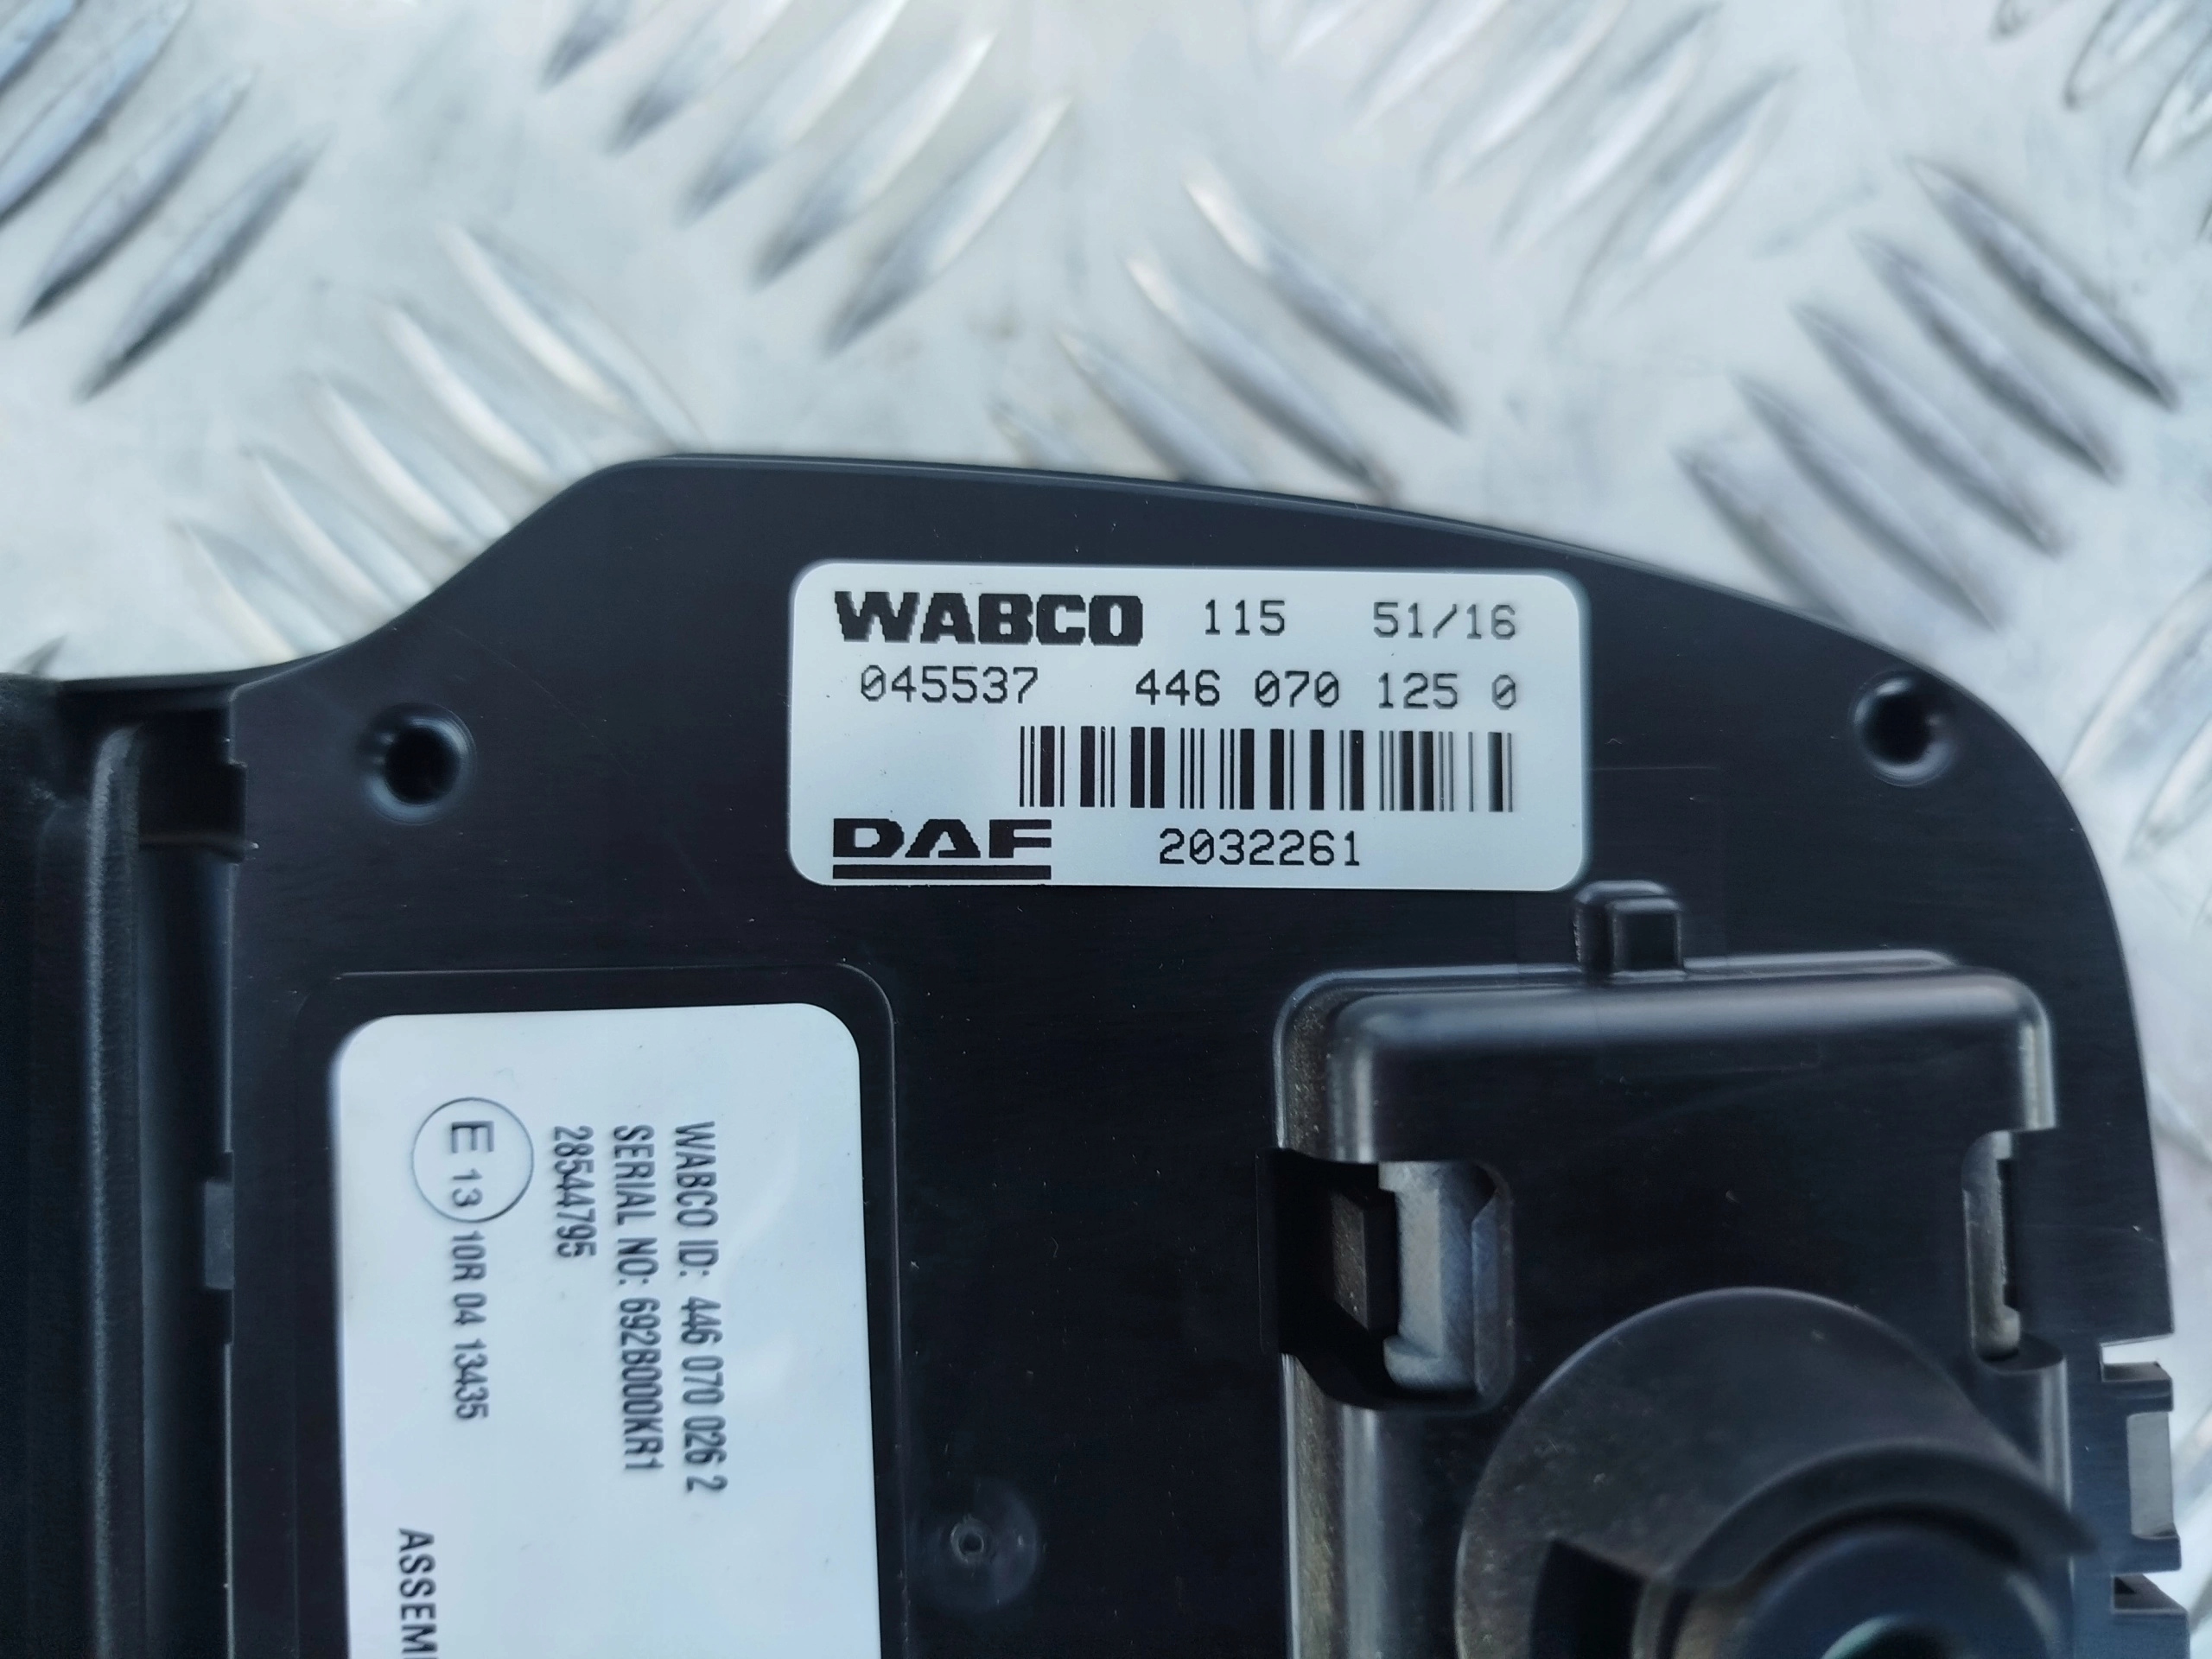 WABCO 115 51/16
045537 446 070 125 0
DAF 2032261
WABCO ID: 446 070 026 2
SERIAL NO: 692B000KR1
28544795
E 13 10R 04 13435